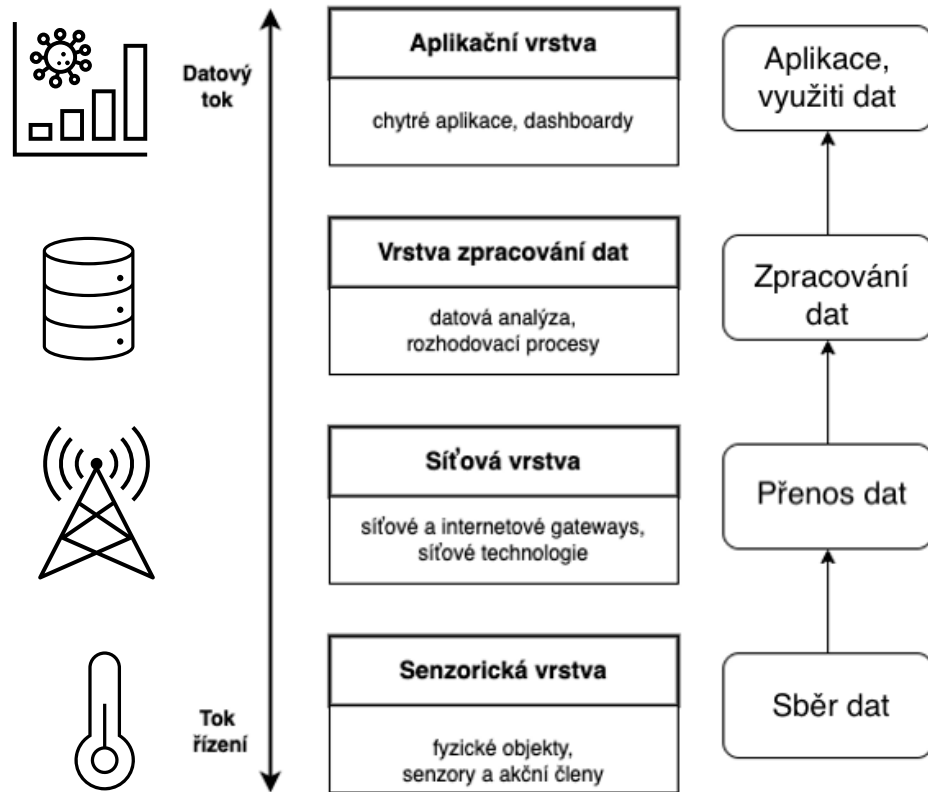 Datový
tok
Aplikační vrstva
chytré aplikace, dashboardy
Aplikace,
využiti dat
Vrstva zpracování dat
datová analýza,
rozhodovací procesy
Zpracování
dat
Síťová vrstva
síťové a internetové gateways,
síťové technologie
Přenos dat
Tok
řízení
Senzorická vrstva
fyzické objekty,
senzory a akční členy
Sběr dat